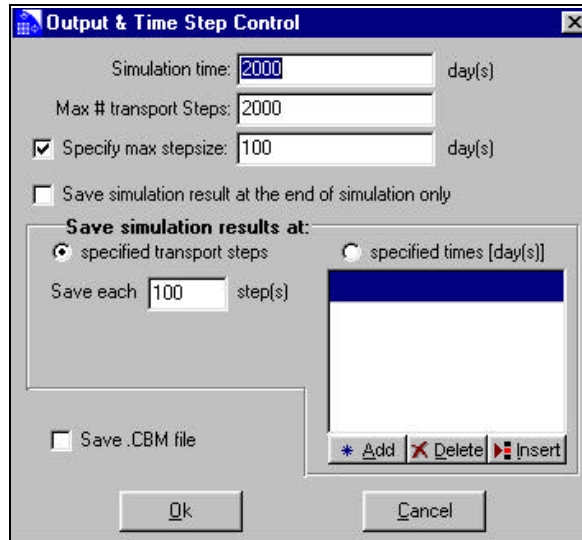 Output & Time Step Control
Simulation time: 2000 day(s)
Max # transport Steps: 2000
Specify max stepsize: 100 day(s)
Save simulation result at the end of simulation only
Save simulation results at:
specified transport steps
specified times [day(s)]
Save each 100 step(s)
Save .CBM file
Add Delete Insert
Ok Cancel